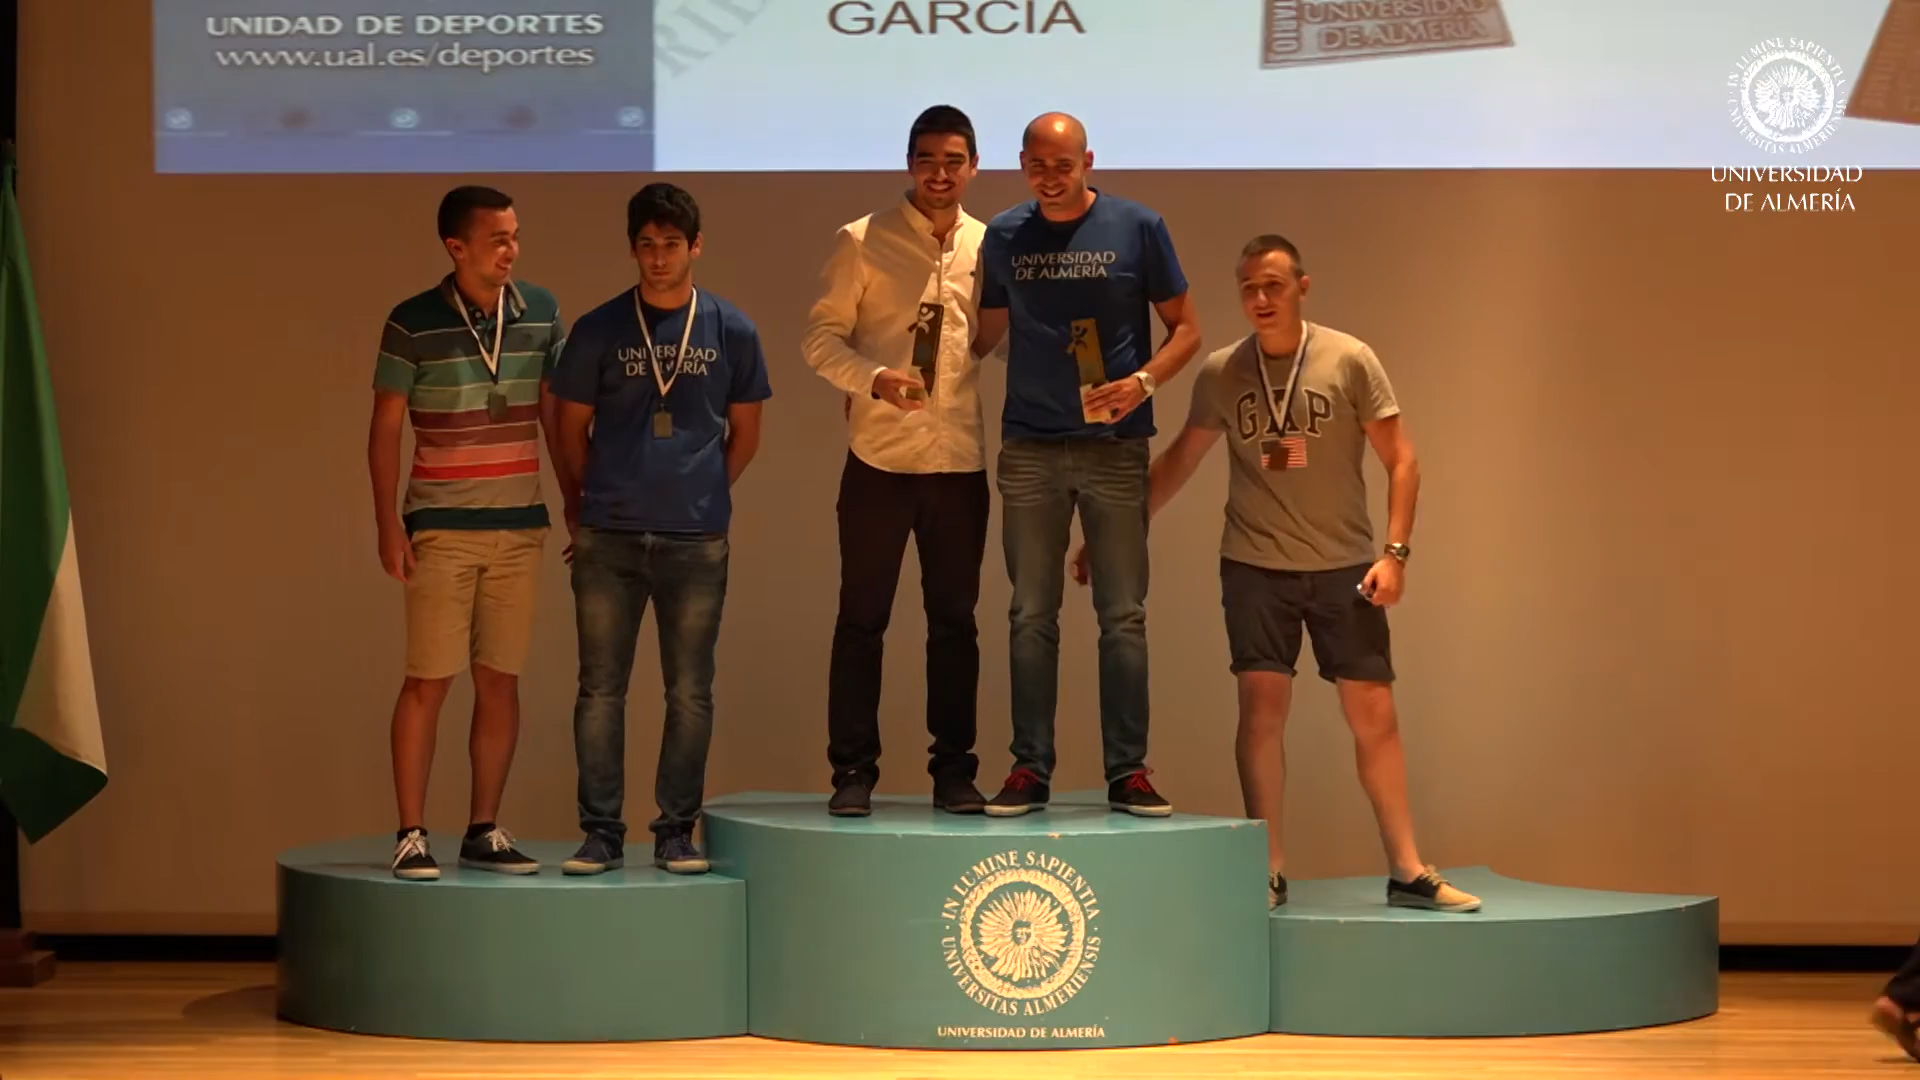 UNIDAD DE DEPORTES
www.ual.es/deportes
GARCÍA
UNIVERSIDAD
DE ALMERÍA
IN LUMINE SAPIENTIA
UNIVERSITAS ALMERIENSIS
UNIVERSIDAD
DE ALMERÍA
UNIVERSIDAD
DE ALMERÍA
UNIVERSIDAD
DE ALMERÍA
GAP
IN LUMINE SAPIENTIA
UNIVERSITAS ALMERIENSIS
UNIVERSIDAD DE ALMERÍA